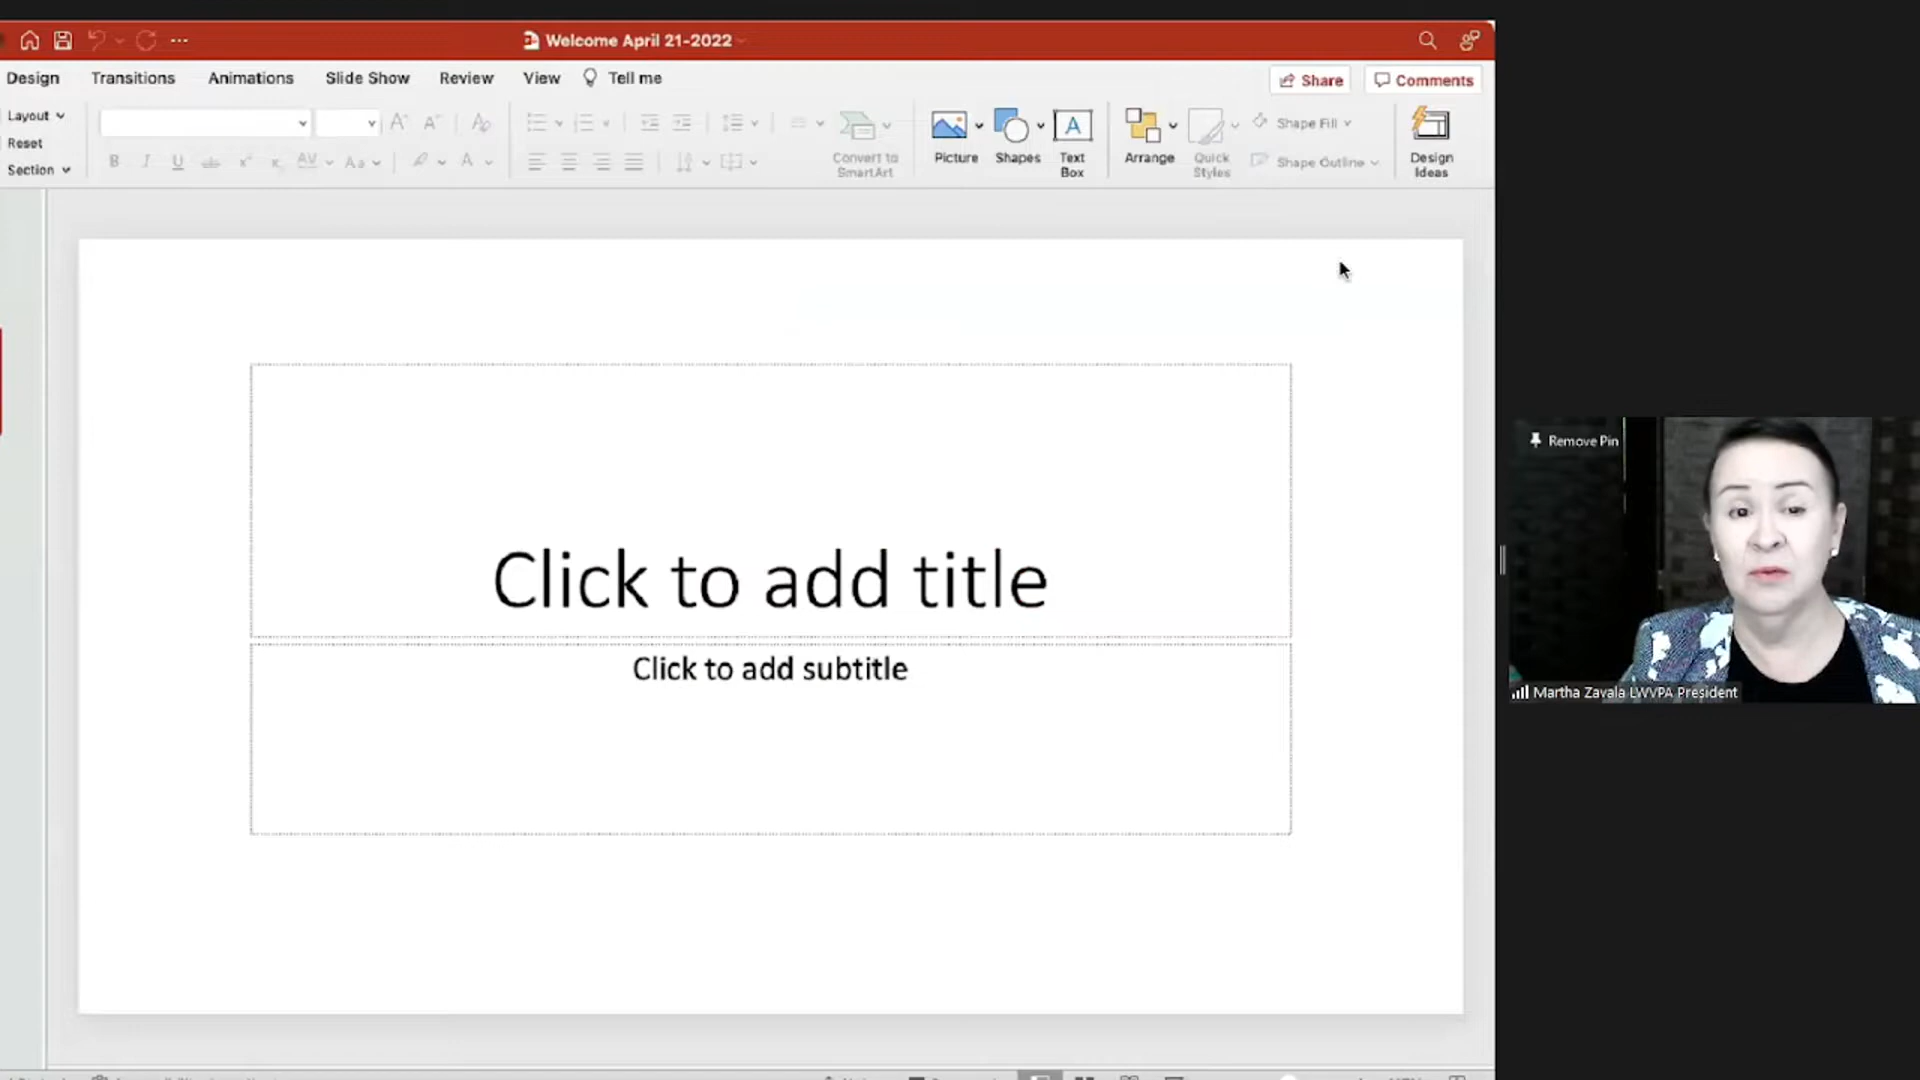 Welcome April 21-2022
Design Transitions Animations Slide Show Review View Tell me Share Comments
Layout
Reset
Section
Convert to SmartArt
Picture
Shapes
Text Box
Arrange
Quick Styles
Shape Fill
Shape Outline
Design Ideas
Click to add title
Click to add subtitle
Remove Pin
Martha Zavala LWVPA President